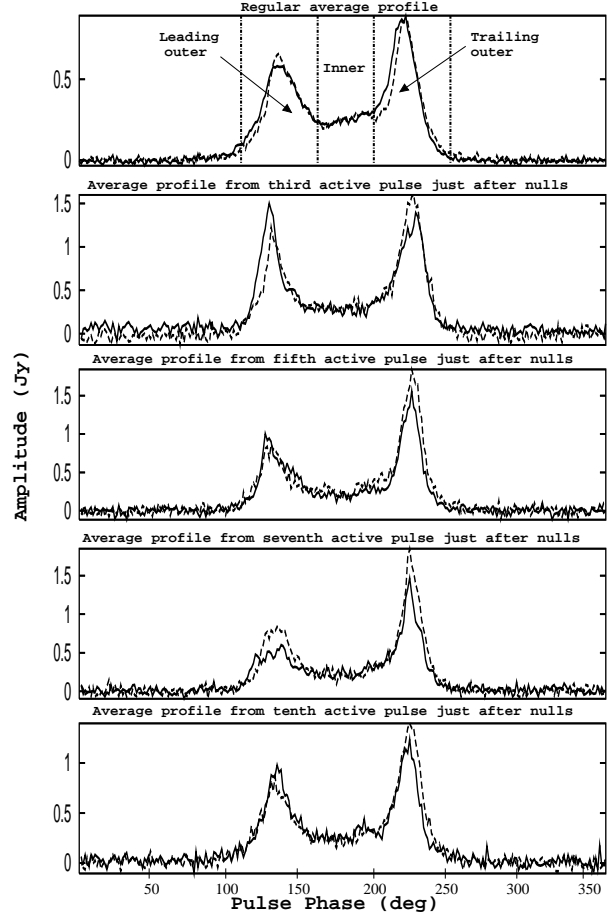 Regular average profile
Leading outer
Inner
Trailing outer
0.5
0
Average profile from third active pulse just after nulls
1.5
1
0.5
0
Average profile from fifth active pulse just after nulls
1.5
1
0.5
0
Average profile from seventh active pulse just after nulls
1.5
1
0.5
0
Average profile from tenth active pulse just after nulls
1
0.5
0
50 100 150 200 250 300 350
Pulse Phase (deg)
Amplitude (Jy)